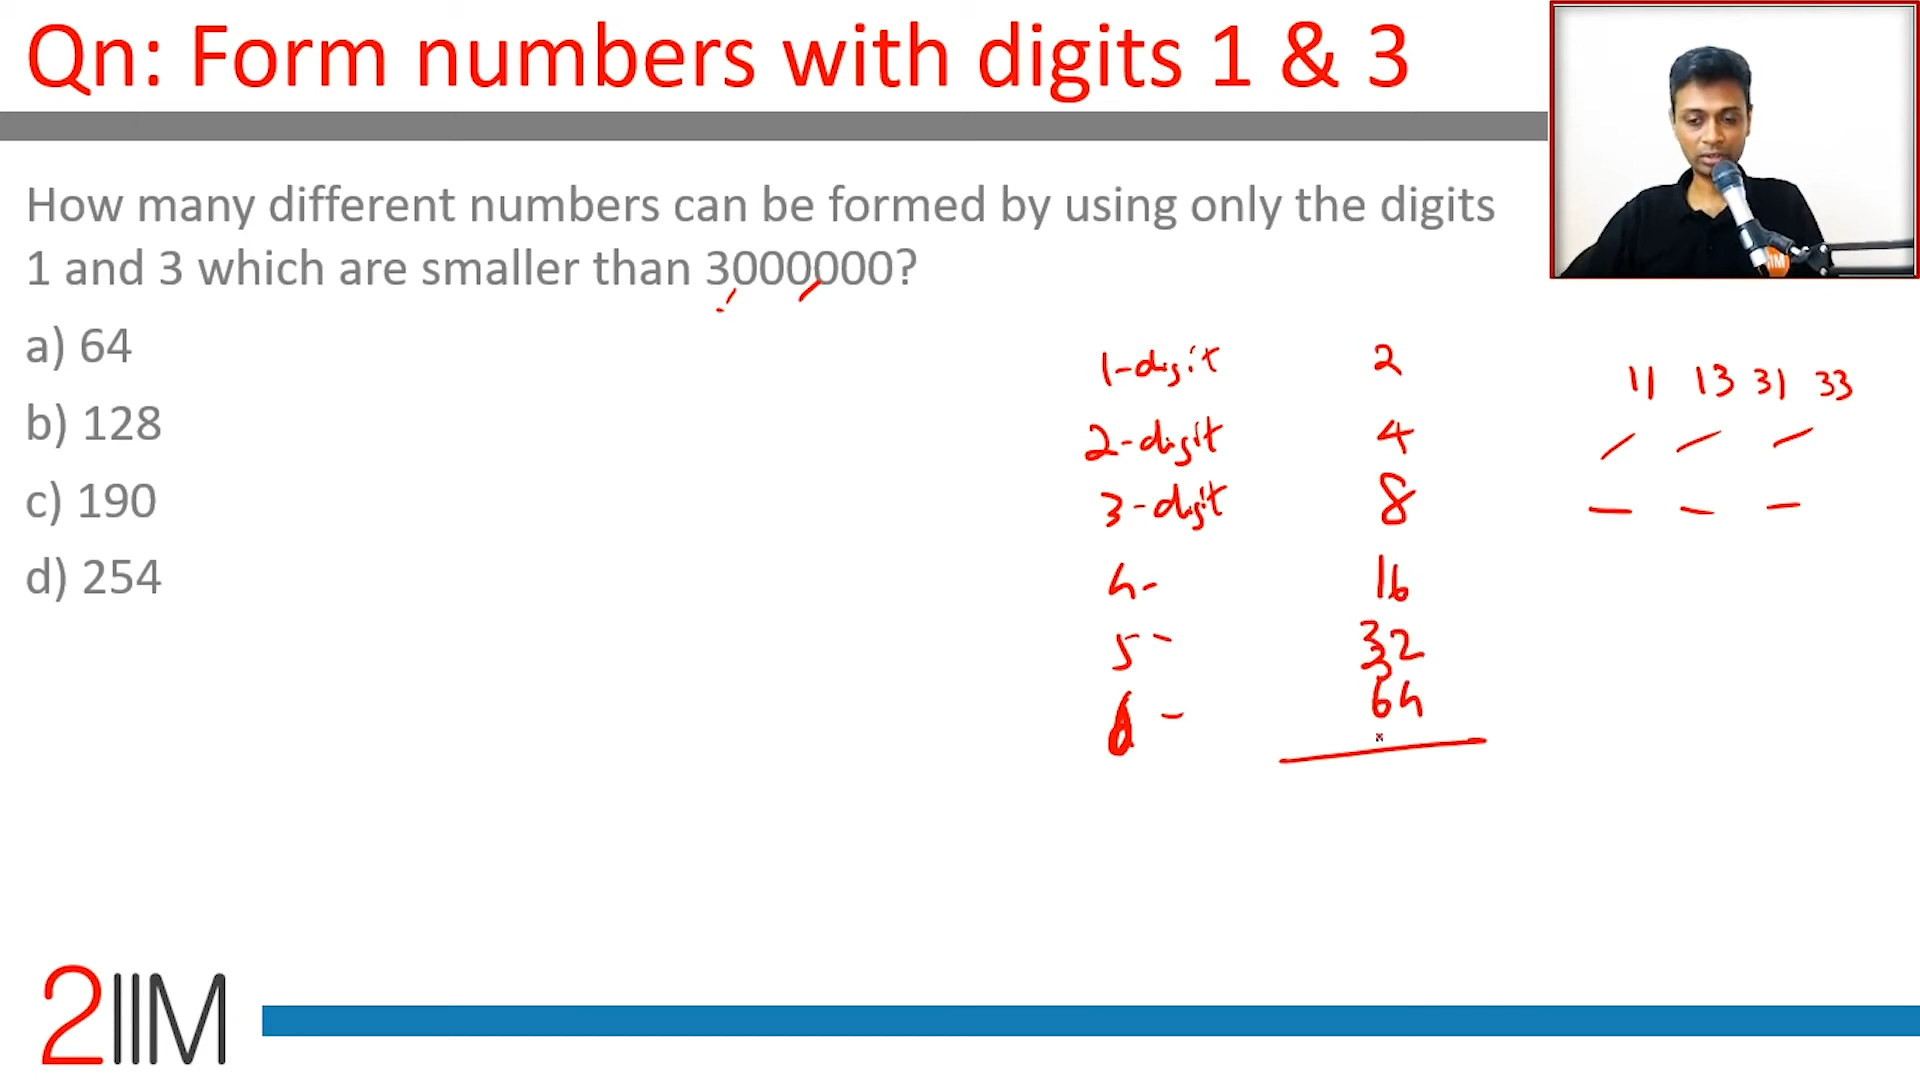 Qn: Form numbers with digits 1 & 3
How many different numbers can be formed by using only the digits
1 and 3 which are smaller than 3000000?
a) 64
b) 128
c) 190
d) 254
1-digit 2 11 13 31 33
2-digit 4
3-digit 8
4- 16
5- 32
6- 64
2IIM